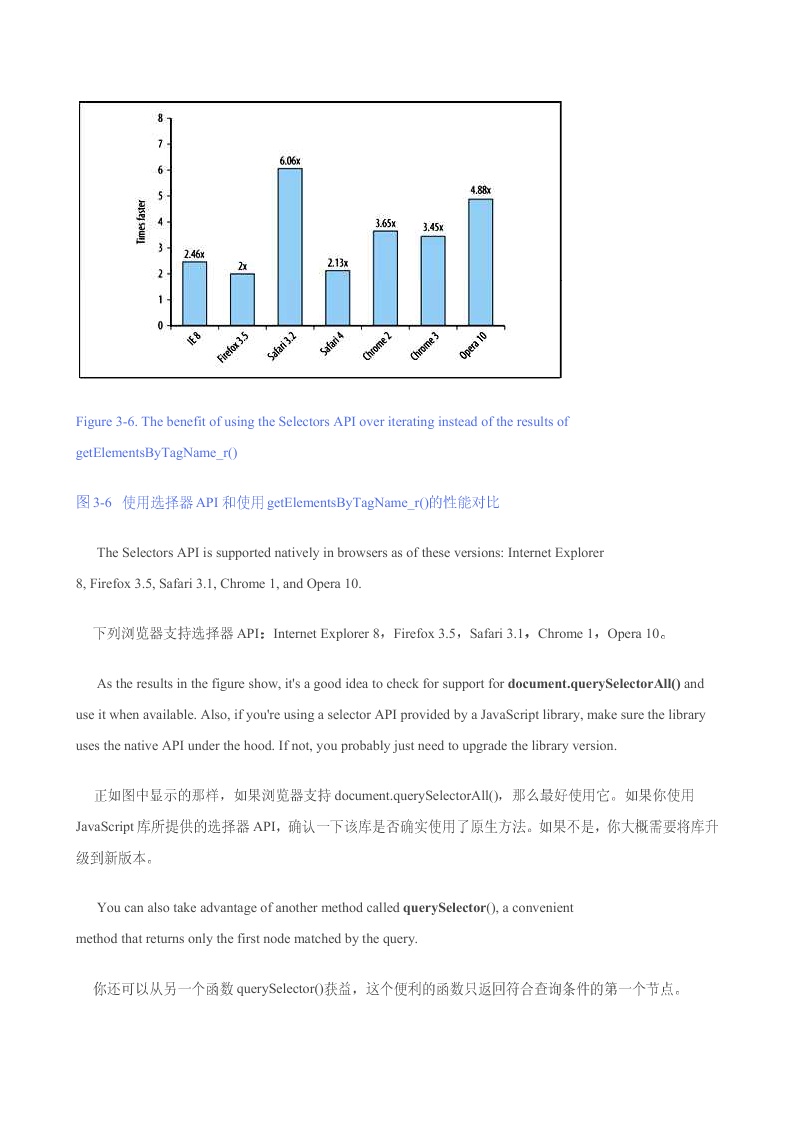 8
7
6
5
4
3
2
1
0
Times faster
2.46x
2x
6.06x
2.13x
3.65x
3.45x
4.88x
IE 8
Firefox 3.5
Safari 3.2
Safari 4
Chrome 2
Chrome 3
Opera 10
Figure 3-6. The benefit of using the Selectors API over iterating instead of the results of
getElementsByTagName_r()
图 3-6 使用选择器 API 和使用 getElementsByTagName_r()的性能对比
The Selectors API is supported natively in browsers as of these versions: Internet Explorer
8, Firefox 3.5, Safari 3.1, Chrome 1, and Opera 10.
下列浏览器支持选择器 API：Internet Explorer 8，Firefox 3.5，Safari 3.1，Chrome 1，Opera 10。
As the results in the figure show, it's a good idea to check for support for document.querySelectorAll() and
use it when available. Also, if you're using a selector API provided by a JavaScript library, make sure the library
uses the native API under the hood. If not, you probably just need to upgrade the library version.
正如图中显示的那样，如果浏览器支持 document.querySelectorAll()，那么最好使用它。如果你使用
JavaScript 库所提供的选择器 API，确认一下该库是否确实使用了原生方法。如果不是，你大概需要将库升
级到新版本。
You can also take advantage of another method called querySelector(), a convenient
method that returns only the first node matched by the query.
你还可以从另一个函数 querySelector()获益，这个便利的函数只返回符合查询条件的第一个节点。